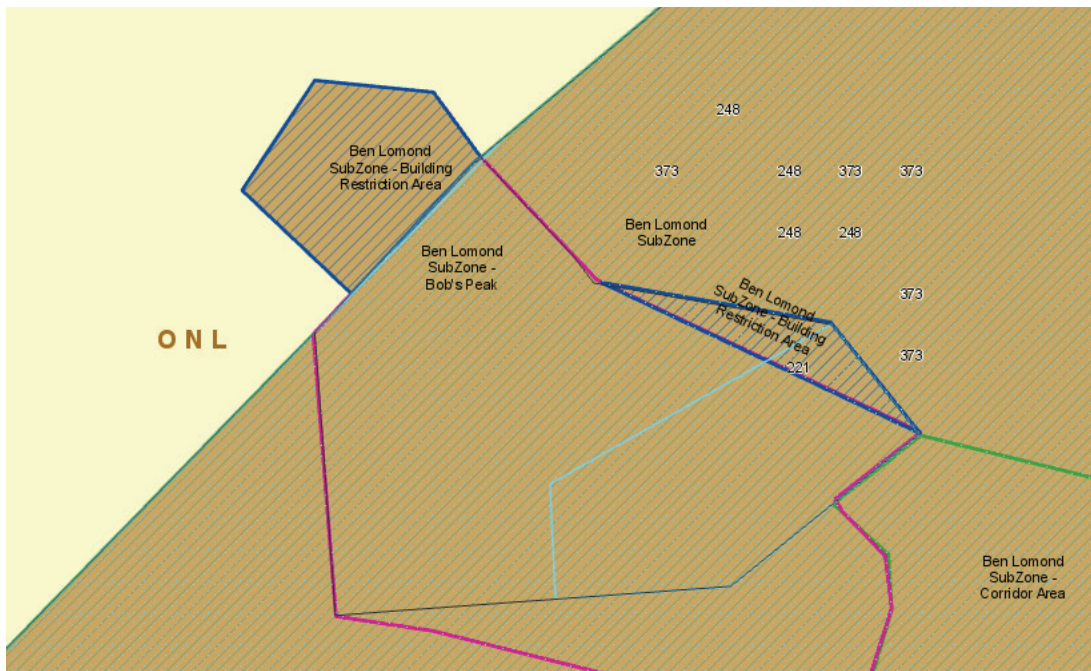 248
Ben Lomond
SubZone - Building
Restriction Area
373
248
373
373
Ben Lomond
SubZone
248
248
Ben Lomond
SubZone -
Bob's Peak
Ben Lomond
SubZone - Building
Restriction Area
373
ONL
373
221
Ben Lomond
SubZone -
Corridor Area